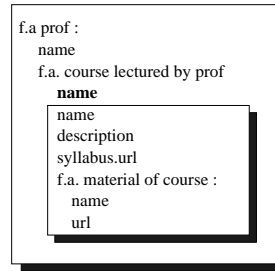 f.a prof :
name
f.a. course lectured by prof
name
name
description
syllabus.url
f.a. material of course :
name
url